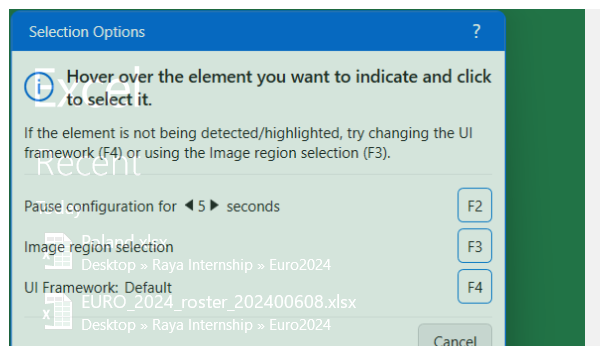 Selection Options ?
Hover over the element you want to indicate and click
to select it.
Excel
If the element is not being detected/highlighted, try changing the UI
framework (F4) or using the Image region selection (F3).
Recent
Pause configuration for 5 seconds F2
Today
Image region selection F3
Poland.xlsx
Desktop » Raya Internship » Euro2024
UI Framework: Default F4
EURO_2024_roster_202400608.xlsx
Desktop » Raya Internship » Euro2024
Cancel